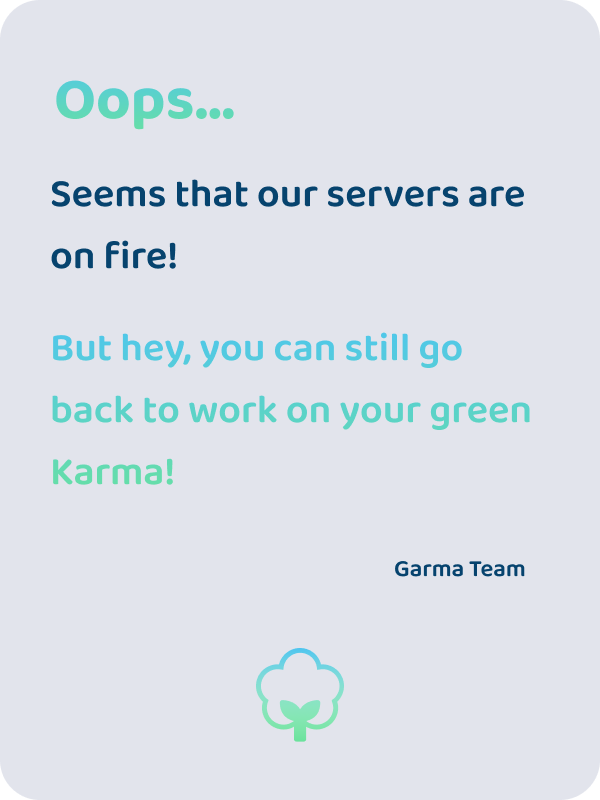 Oops...
Seems that our servers are
on fire!
But hey, you can still go
back to work on your green
Karma!
Garma Team